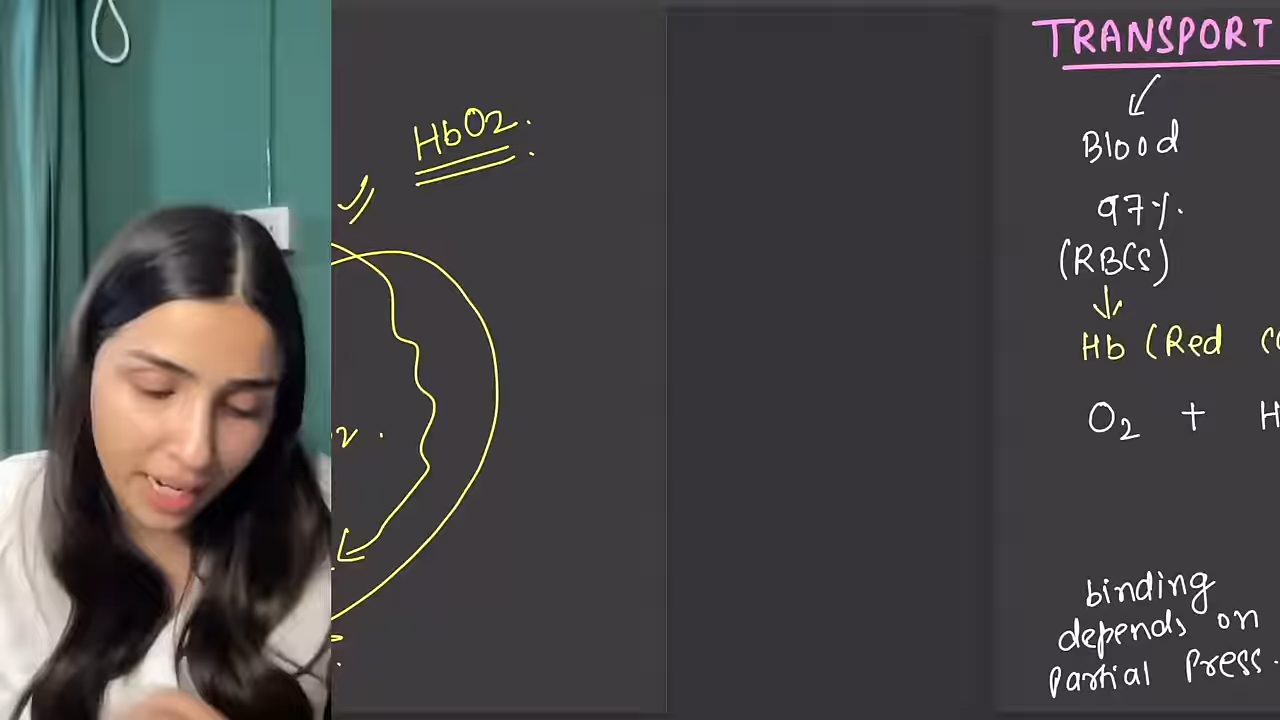 HbO2.
TRANSPORT
Blood
97%.
(RBCs)
Hb (Red
O2 +
binding
depends on
Partial Press.